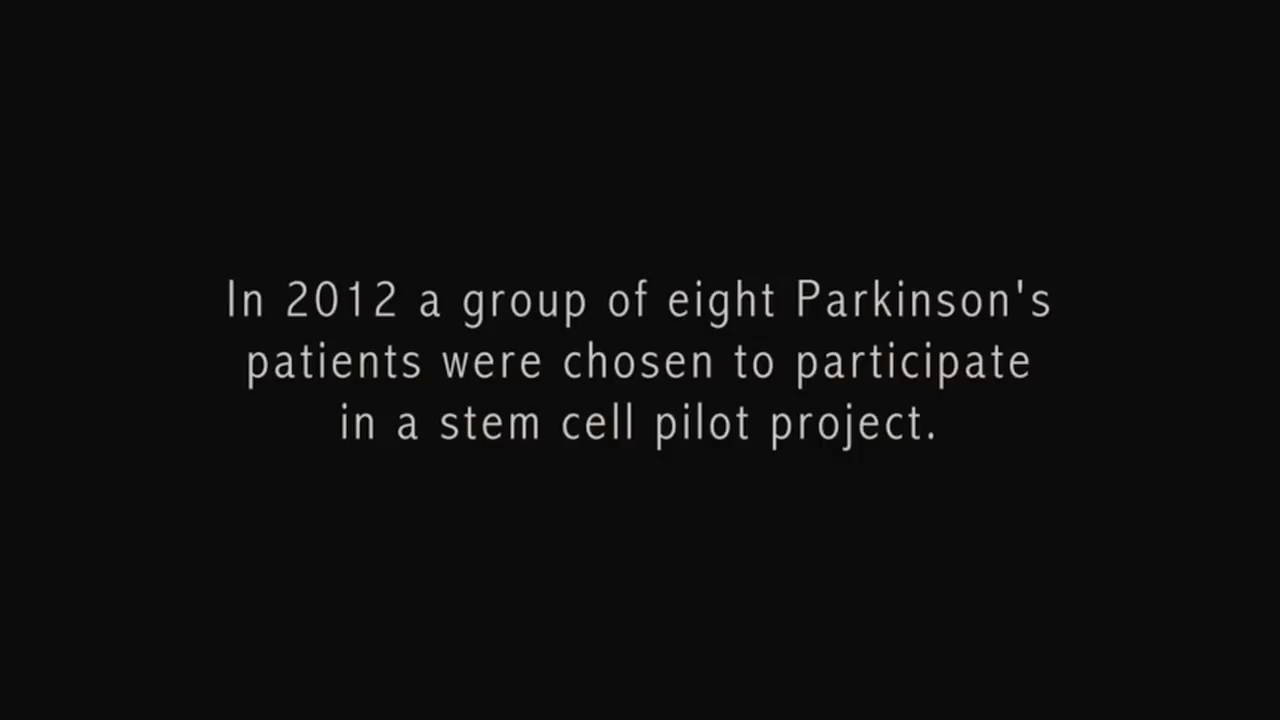 In 2012 a group of eight Parkinson's
patients were chosen to participate
in a stem cell pilot project.